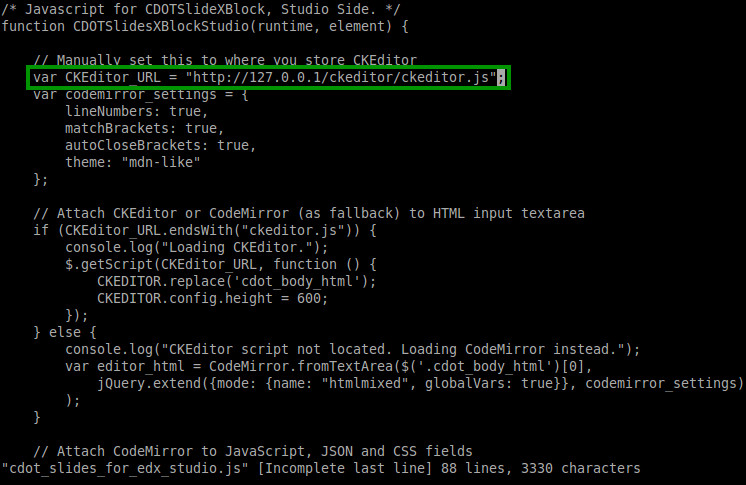 /* Javascript for CDOTSlideXBlock, Studio Side. */
function CDOTSlidesXBlockStudio(runtime, element) {
// Manually set this to where you store CKEditor
var CKEditor_URL = "http://127.0.0.1/ckeditor/ckeditor.js";
var codemirror_settings = {
lineNumbers: true,
matchBrackets: true,
autoCloseBrackets: true,
theme: "mdn-like"
};
// Attach CKEditor or CodeMirror (as fallback) to HTML input textarea
if (CKEditor_URL.endsWith("ckeditor.js")) {
console.log("Loading CKEditor.");
$.getScript(CKEditor_URL, function () {
CKEDITOR.replace('cdot_body_html');
CKEDITOR.config.height = 600;
});
} else {
console.log("CKEditor script not located. Loading CodeMirror instead.");
var editor_html = CodeMirror.fromTextArea($('.cdot_body_html')[0],
jQuery.extend({mode: {name: "htmlmixed", globalVars: true}}, codemirror_settings)
);
}
// Attach CodeMirror to JavaScript, JSON and CSS fields
"cdot_slides_for_edx_studio.js" [Incomplete last line] 88 lines, 3330 characters